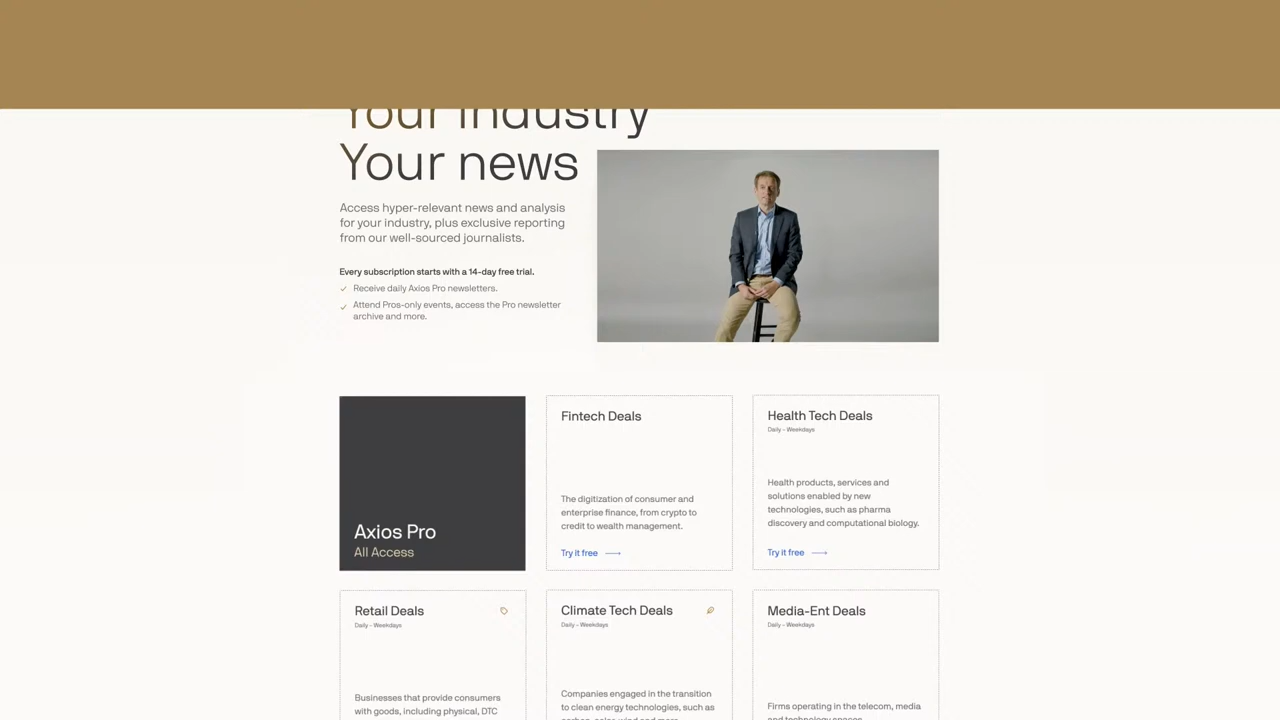 Your industry
Your news
Access hyper-relevant news and analysis
for your industry, plus exclusive reporting
from our well-sourced journalists.
Every subscription starts with a 14-day free trial.
Receive daily Axios Pro newsletters.
Attend Pros-only events, access the Pro newsletter
archive and more.
Axios Pro
All Access
Fintech Deals
The digitization of consumer and
enterprise finance, from crypto to
credit to wealth management.
Try it free
Health Tech Deals
Daily - Weekdays
Health products, services and
solutions enabled by new
technologies, such as pharma
discovery and computational biology.
Try it free
Retail Deals
Daily - Weekdays
Businesses that provide consumers
with goods, including physical, DTC
Climate Tech Deals
Daily - Weekdays
Companies engaged in the transition
to clean energy technologies, such as
Media-Ent Deals
Daily - Weekdays
Firms operating in the telecom, media
and technology spaces